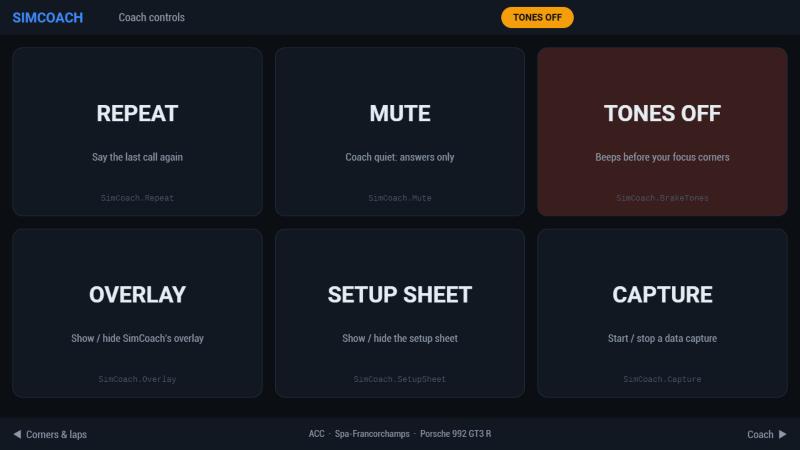 SIMCOACH
Coach controls
TONES OFF
REPEAT
Say the last call again
SimCoach.Repeat
MUTE
Coach quiet: answers only
SimCoach.Mute
TONES OFF
Beeps before your focus corners
SimCoach.BrakeTones
OVERLAY
Show / hide SimCoach's overlay
SimCoach.Overlay
SETUP SHEET
Show / hide the setup sheet
SimCoach.SetupSheet
CAPTURE
Start / stop a data capture
SimCoach.Capture
◀ Corners & laps
ACC · Spa-Francorchamps · Porsche 992 GT3 R
Coach ▶